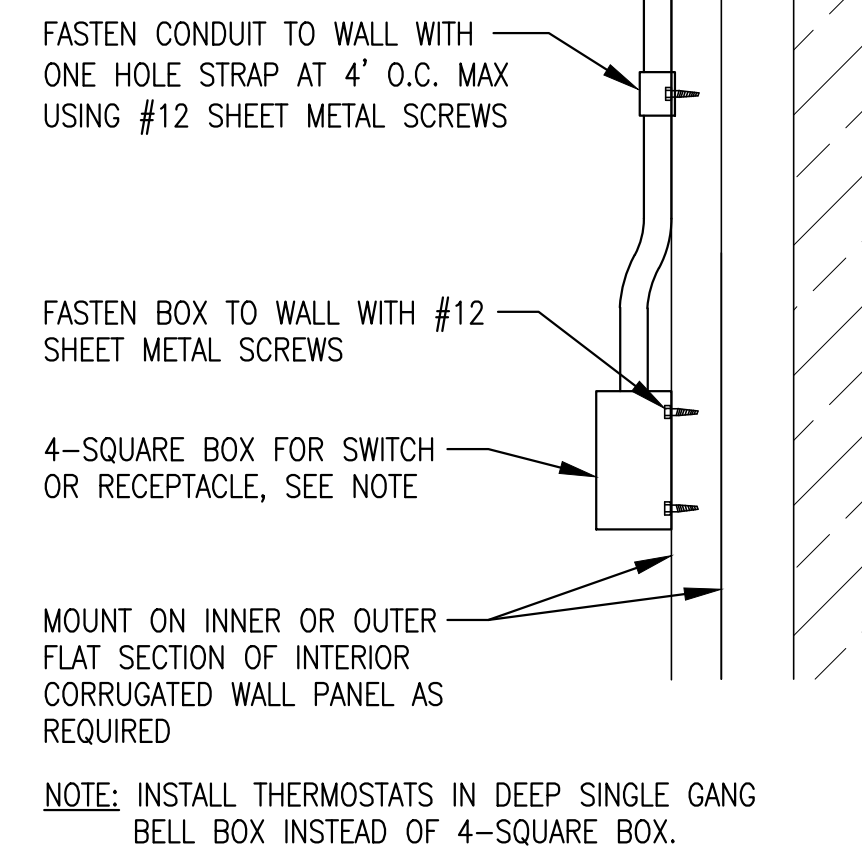 FASTEN CONDUIT TO WALL WITH
ONE HOLE STRAP AT 4' O.C. MAX
USING #12 SHEET METAL SCREWS
FASTEN BOX TO WALL WITH #12
SHEET METAL SCREWS
4-SQUARE BOX FOR SWITCH
OR RECEPTACLE, SEE NOTE
MOUNT ON INNER OR OUTER
FLAT SECTION OF INTERIOR
CORRUGATED WALL PANEL AS
REQUIRED
NOTE: INSTALL THERMOSTATS IN DEEP SINGLE GANG
BELL BOX INSTEAD OF 4-SQUARE BOX.